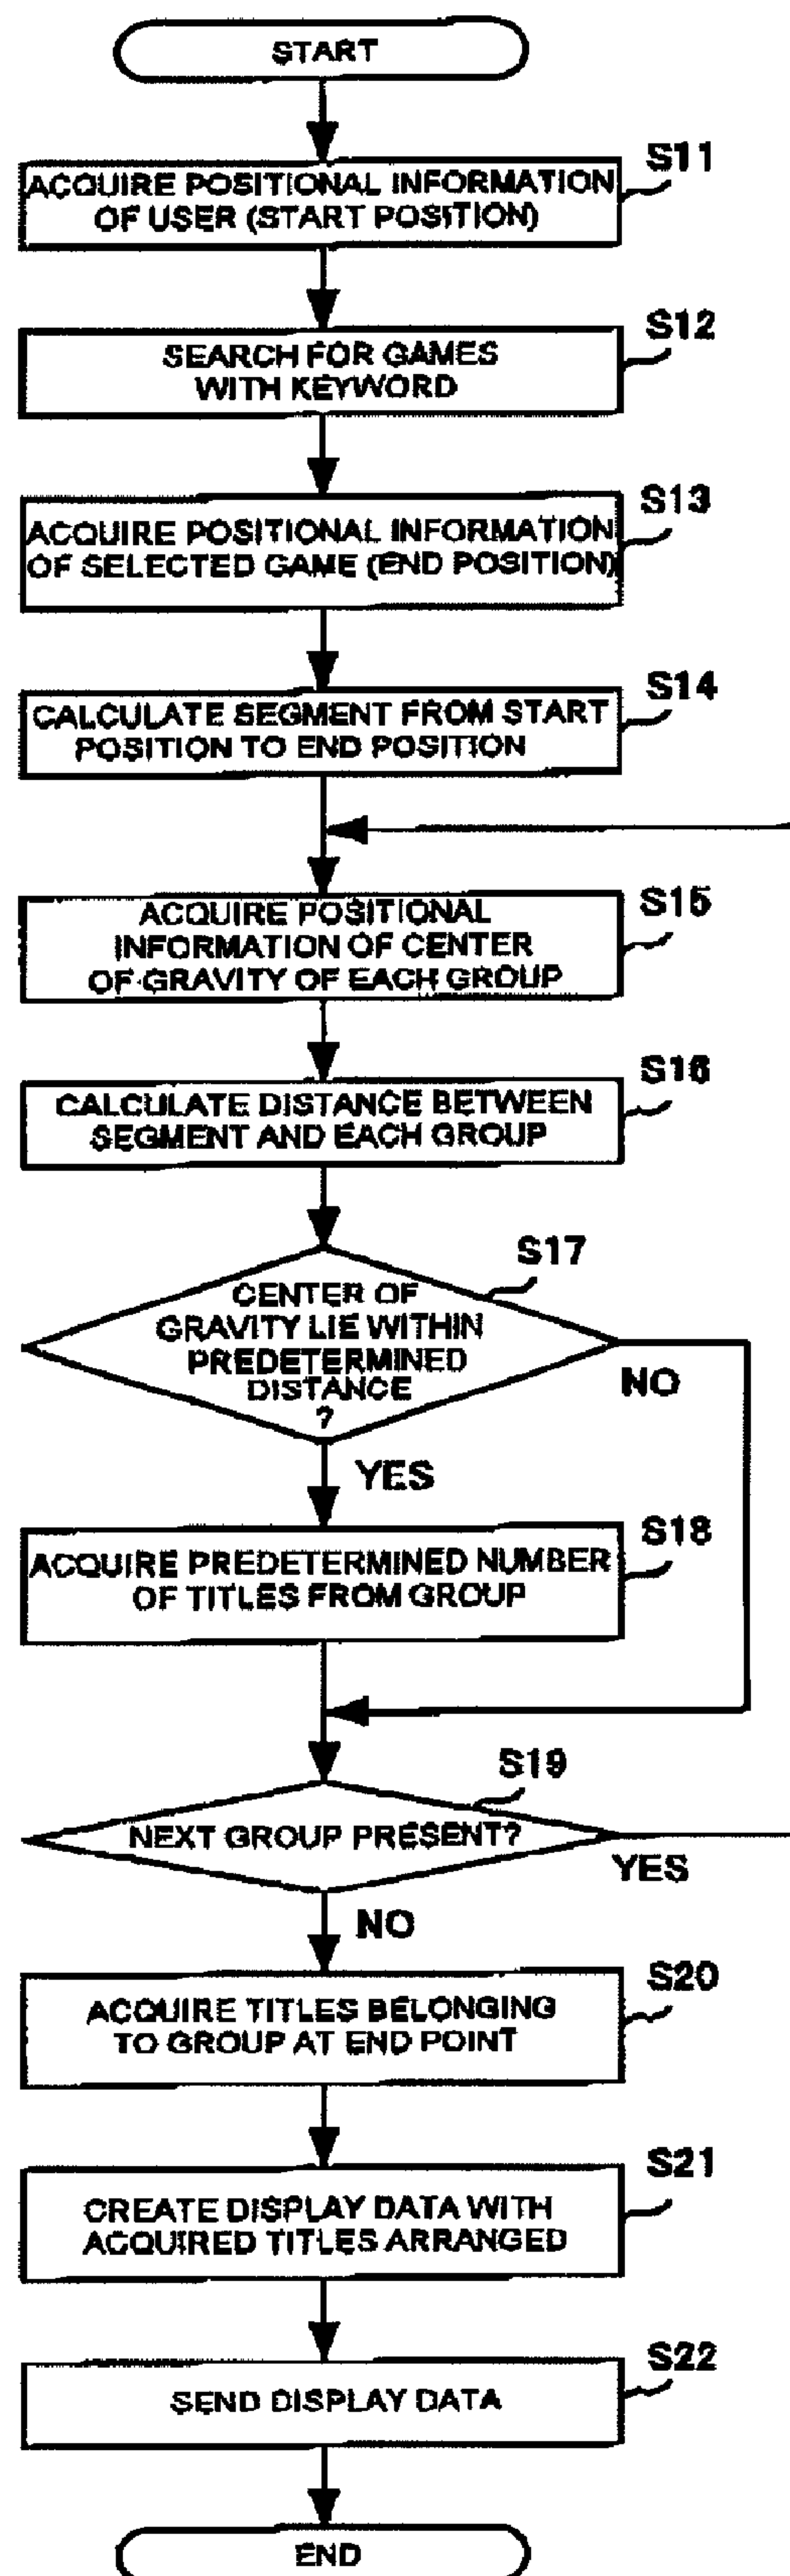 START
S11
ACQUIRE POSITIONAL INFORMATION
OF USER (START POSITION)
S12
SEARCH FOR GAMES
WITH KEYWORD
S13
ACQUIRE POSITIONAL INFORMATION
OF SELECTED GAME (END POSITION)
S14
CALCULATE SEGMENT FROM START
POSITION TO END POSITION
S15
ACQUIRE POSITIONAL
INFORMATION OF CENTER
OF GRAVITY OF EACH GROUP
S16
CALCULATE DISTANCE BETWEEN
SEGMENT AND EACH GROUP
S17
CENTER OF
GRAVITY LIE WITHIN
PREDETERMINED
DISTANCE
?
NO
YES
S18
ACQUIRE PREDETERMINED NUMBER
OF TITLES FROM GROUP
S19
NEXT GROUP PRESENT?
YES
NO
S20
ACQUIRE TITLES BELONGING
TO GROUP AT END POINT
S21
CREATE DISPLAY DATA WITH
ACQUIRED TITLES ARRANGED
S22
SEND DISPLAY DATA
END